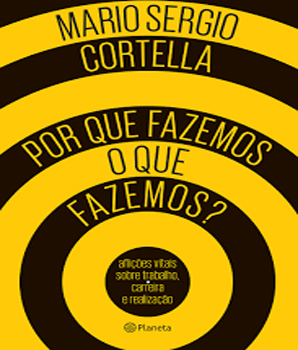 MARIO SERGIO
CORTELLA
POR QUE FAZEMOS
O QUE
FAZEMOS?
aflições vitais
sobre trabalho,
carreira
e realização
Planeta